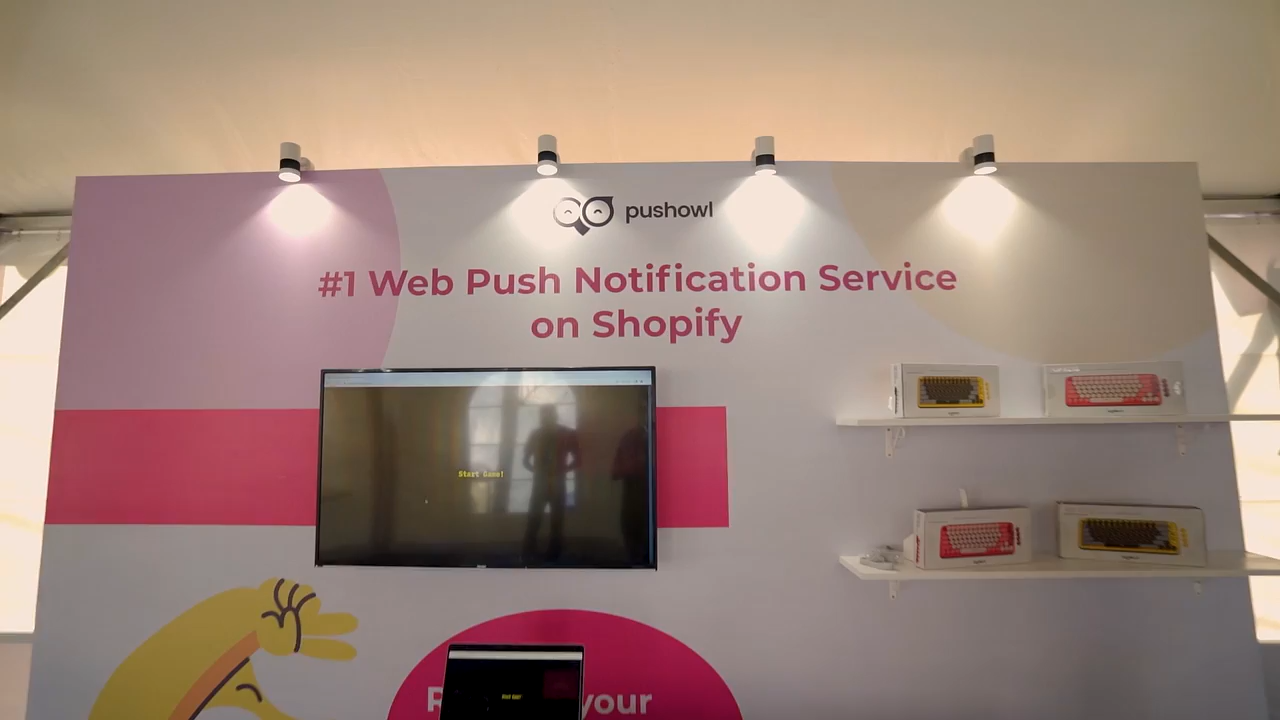 pushowl
#1 Web Push Notification Service
on Shopify
Start Game!
your